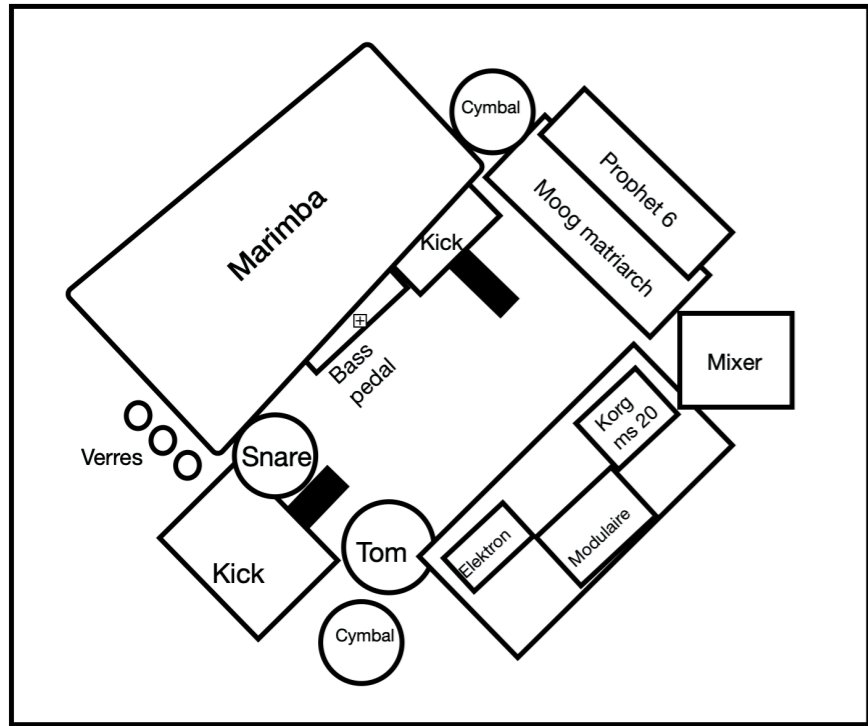 Cymbal
Prophet 6
Moog matriarch
Marimba
Kick
Bass
pedal
Mixer
Korg
ms 20
Verres
Snare
Elektron
Modulaire
Tom
Kick
Cymbal